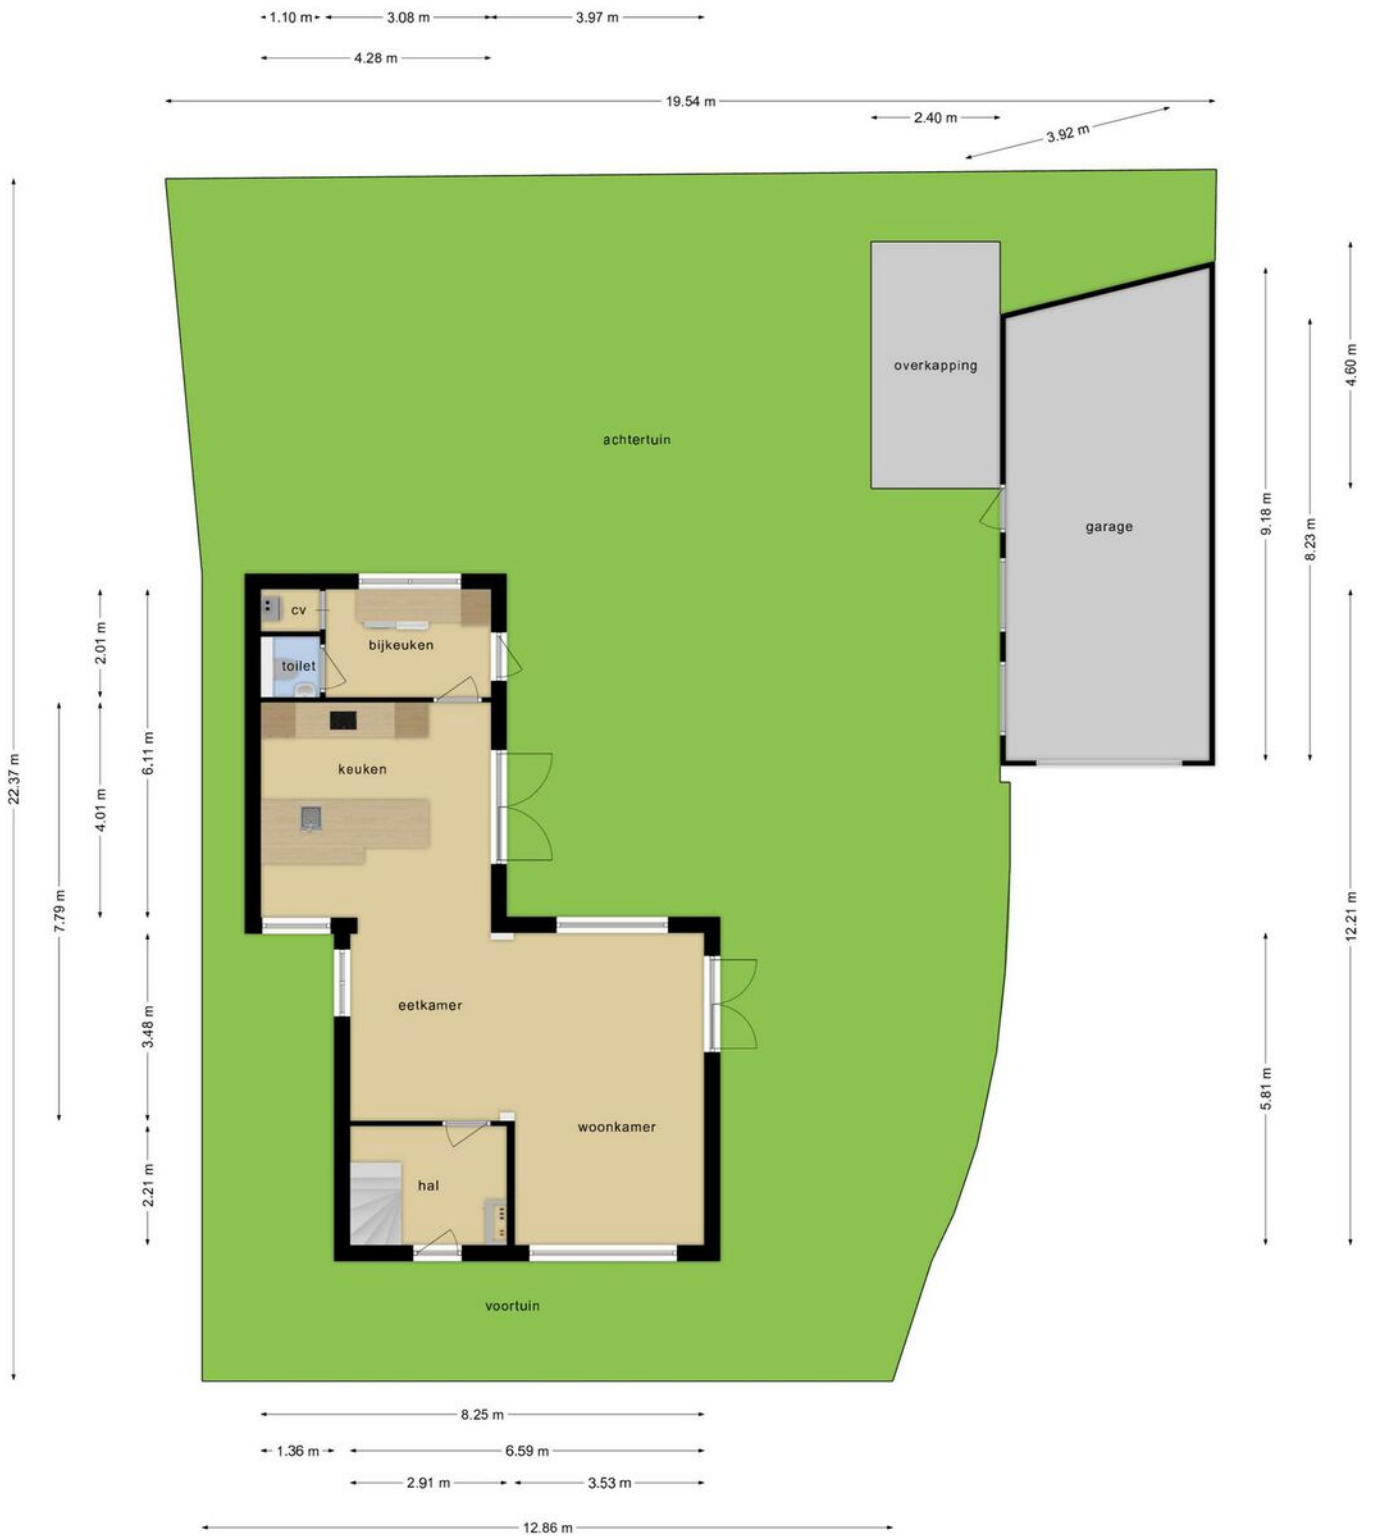 1.10 m
3.08 m
3.97 m
4.28 m
19.54 m
2.40 m
3.92 m
overkapping
4.60 m
achtertuin
garage
9.18 m
8.23 m
cv
bijkeuken
toilet
2.01 m
6.11 m
22.37 m
keuken
4.01 m
7.79 m
12.21 m
eetkamer
3.48 m
5.81 m
woonkamer
hal
2.21 m
voortuin
8.25 m
1.36 m
6.59 m
2.91 m
3.53 m
12.86 m